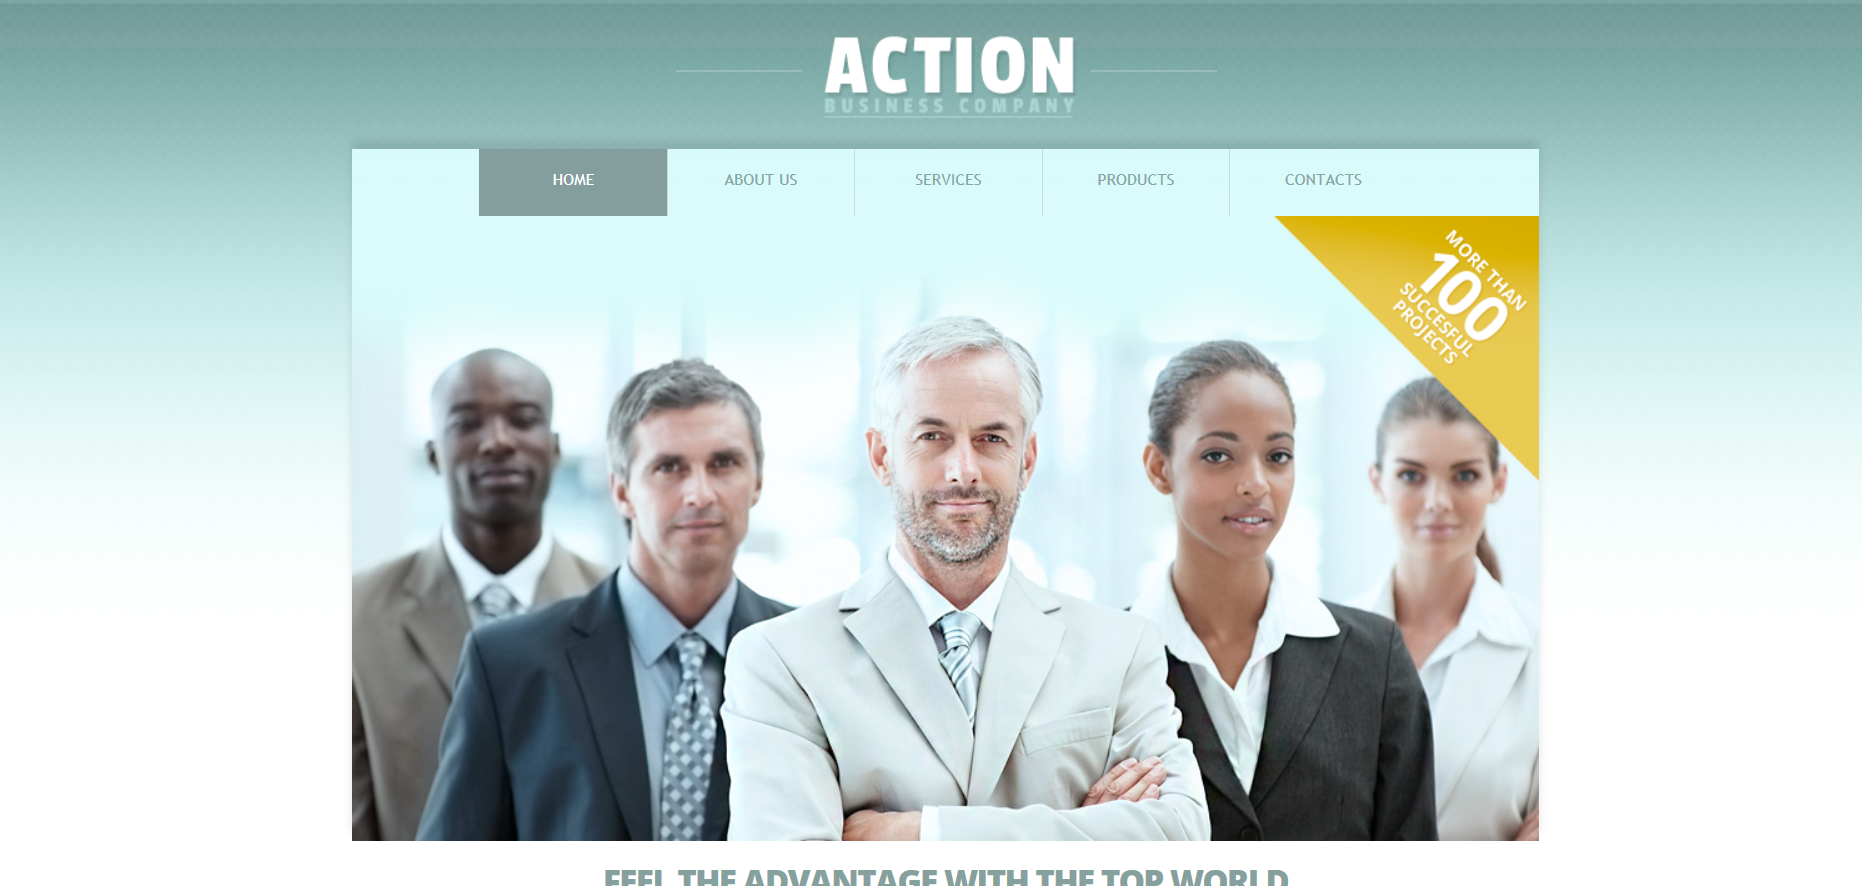 ACTION
BUSINESS COMPANY
HOME
ABOUT US
SERVICES
PRODUCTS
CONTACTS
MORE THAN
100
SUCCESFUL
PROJECTS
FEEL THE ADVANTAGE WITH THE TOP WORLD